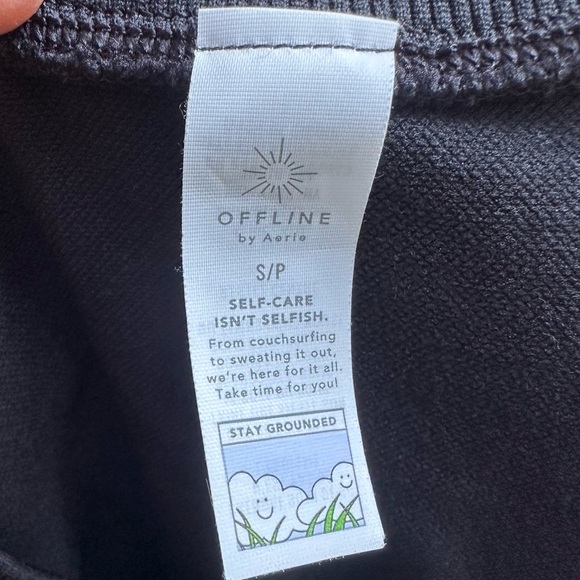 OFFLINE
by Aerie
S/P
SELF-CARE
ISN'T SELFISH.
From couchsurfing
to sweating it out,
we're here for it all.
Take time for you!
STAY GROUNDED